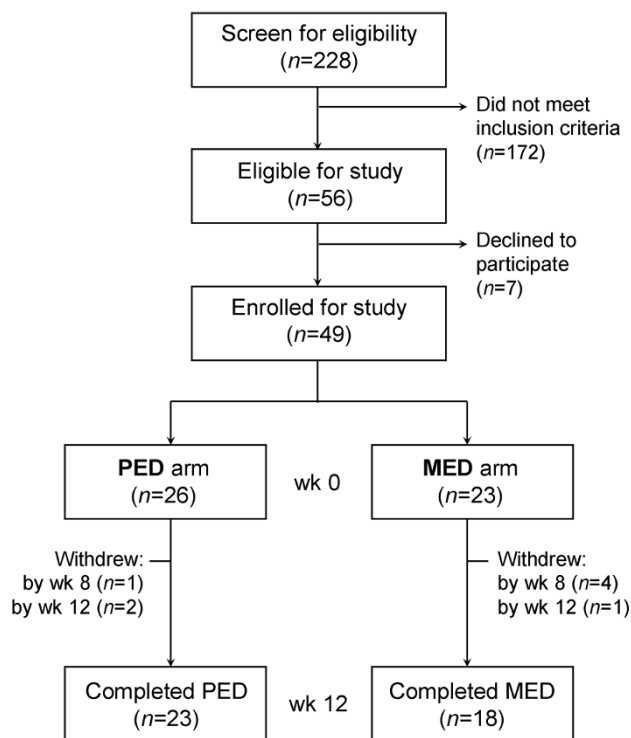 Screen for eligibility
(n=228)
Did not meet
inclusion criteria
(n=172)
Eligible for study
(n=56)
Declined to
participate
(n=7)
Enrolled for study
(n=49)
PED arm
(n=26)
wk 0
MED arm
(n=23)
Withdrew:
by wk 8 (n=1)
by wk 12 (n=2)
Withdrew:
by wk 8 (n=4)
by wk 12 (n=1)
Completed PED
(n=23)
wk 12
Completed MED
(n=18)